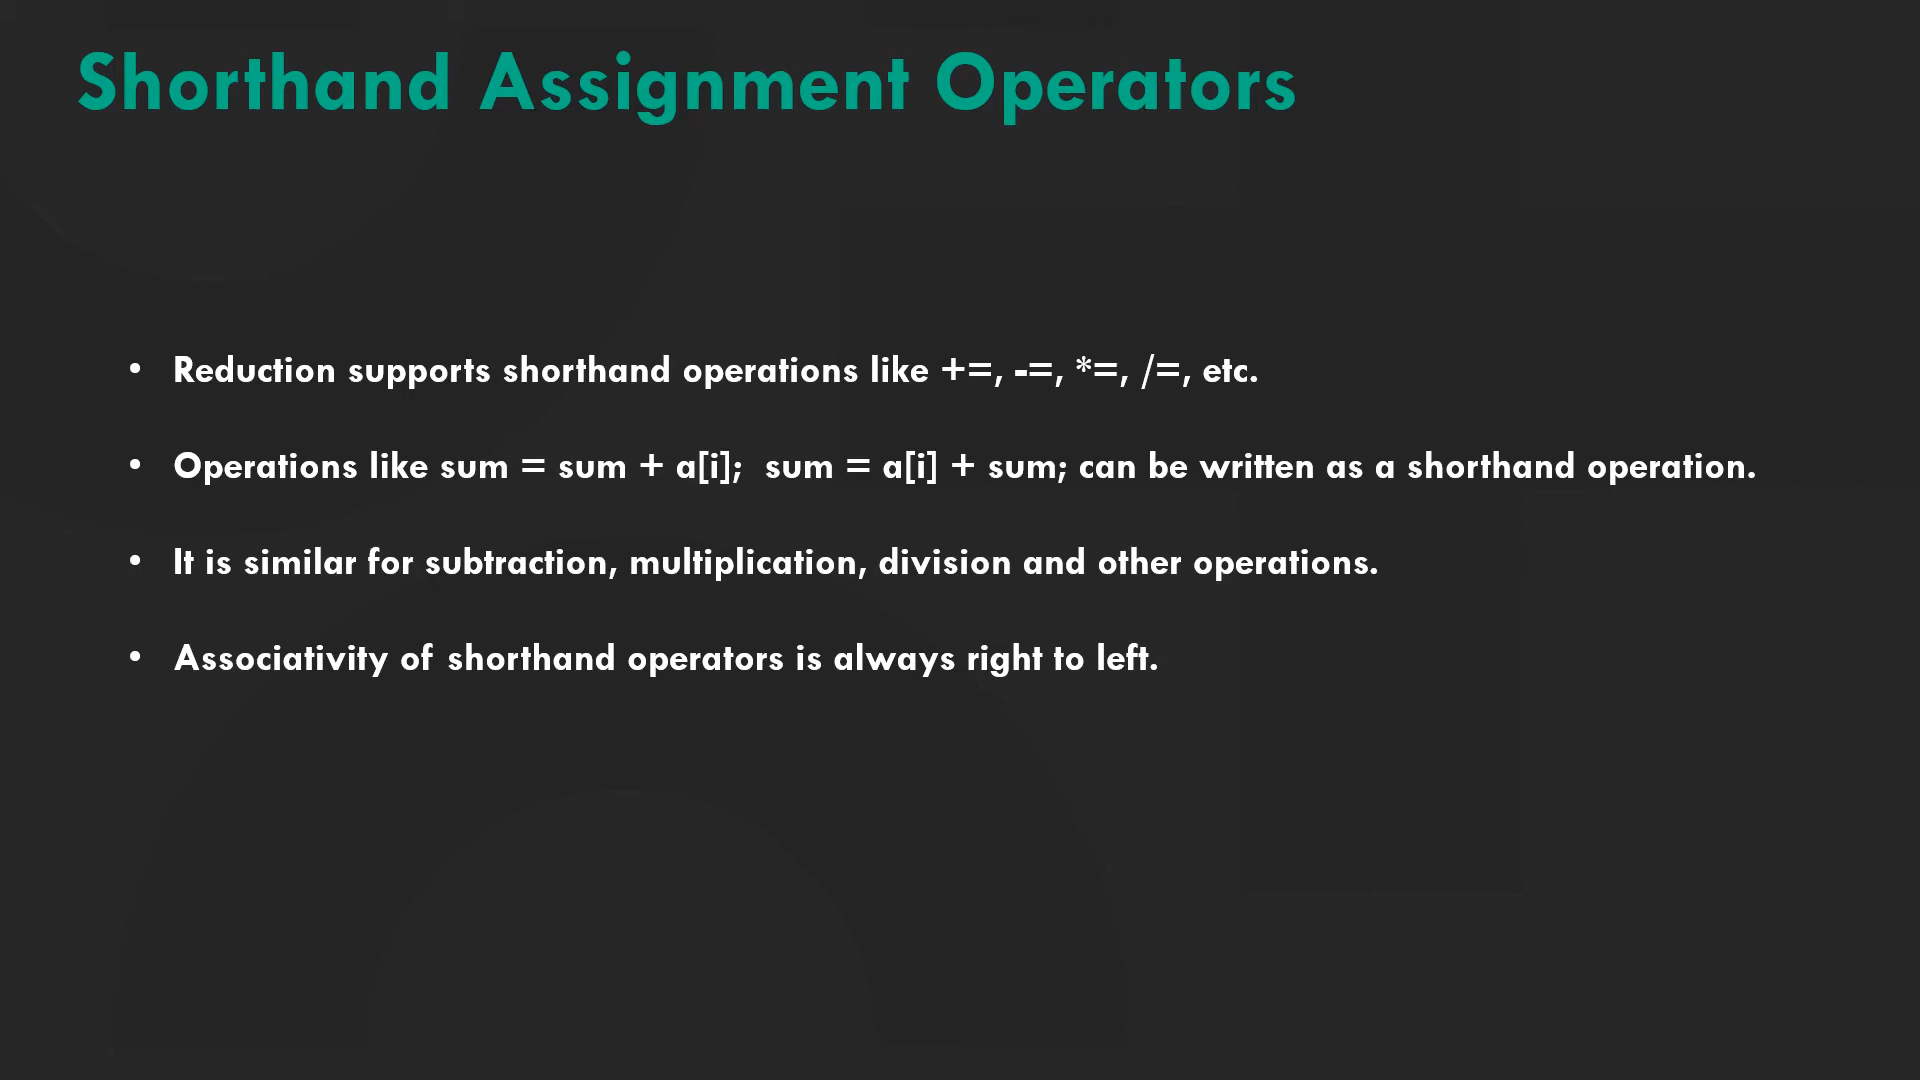 Shorthand Assignment Operators
• Reduction supports shorthand operations like +=, -=, *=, /=, etc.
• Operations like sum = sum + a[i];  sum = a[i] + sum; can be written as a shorthand operation.
• It is similar for subtraction, multiplication, division and other operations.
• Associativity of shorthand operators is always right to left.